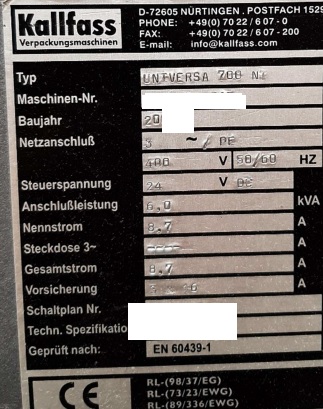 Kallfass
Verpackungsmaschinen
D-72605 NÜRTINGEN . POSTFACH 1529
PHONE: +49(0) 70 22 / 6 07 - 0
FAX: +49(0) 70 22 / 6 07 - 200
E-mail: info@kallfass.com
Typ UNIVERSA 700 NT
Maschinen-Nr.
Baujahr 20
Netzanschluß 3 ~ / PE
400 V 50/60 HZ
Steuerspannung 24 V DC
Anschlußleistung 6,0 kVA
Nennstrom 8,7 A
Steckdose 3~ ---- A
Gesamtstrom 8,7 A
Vorsicherung A
Schaltplan Nr.
Techn. Spezifikatio
Geprüft nach: EN 60439-1
CE
RL-(98/37/EG)
RL-(73/23/EWG)
RL-(89/336/EWG)